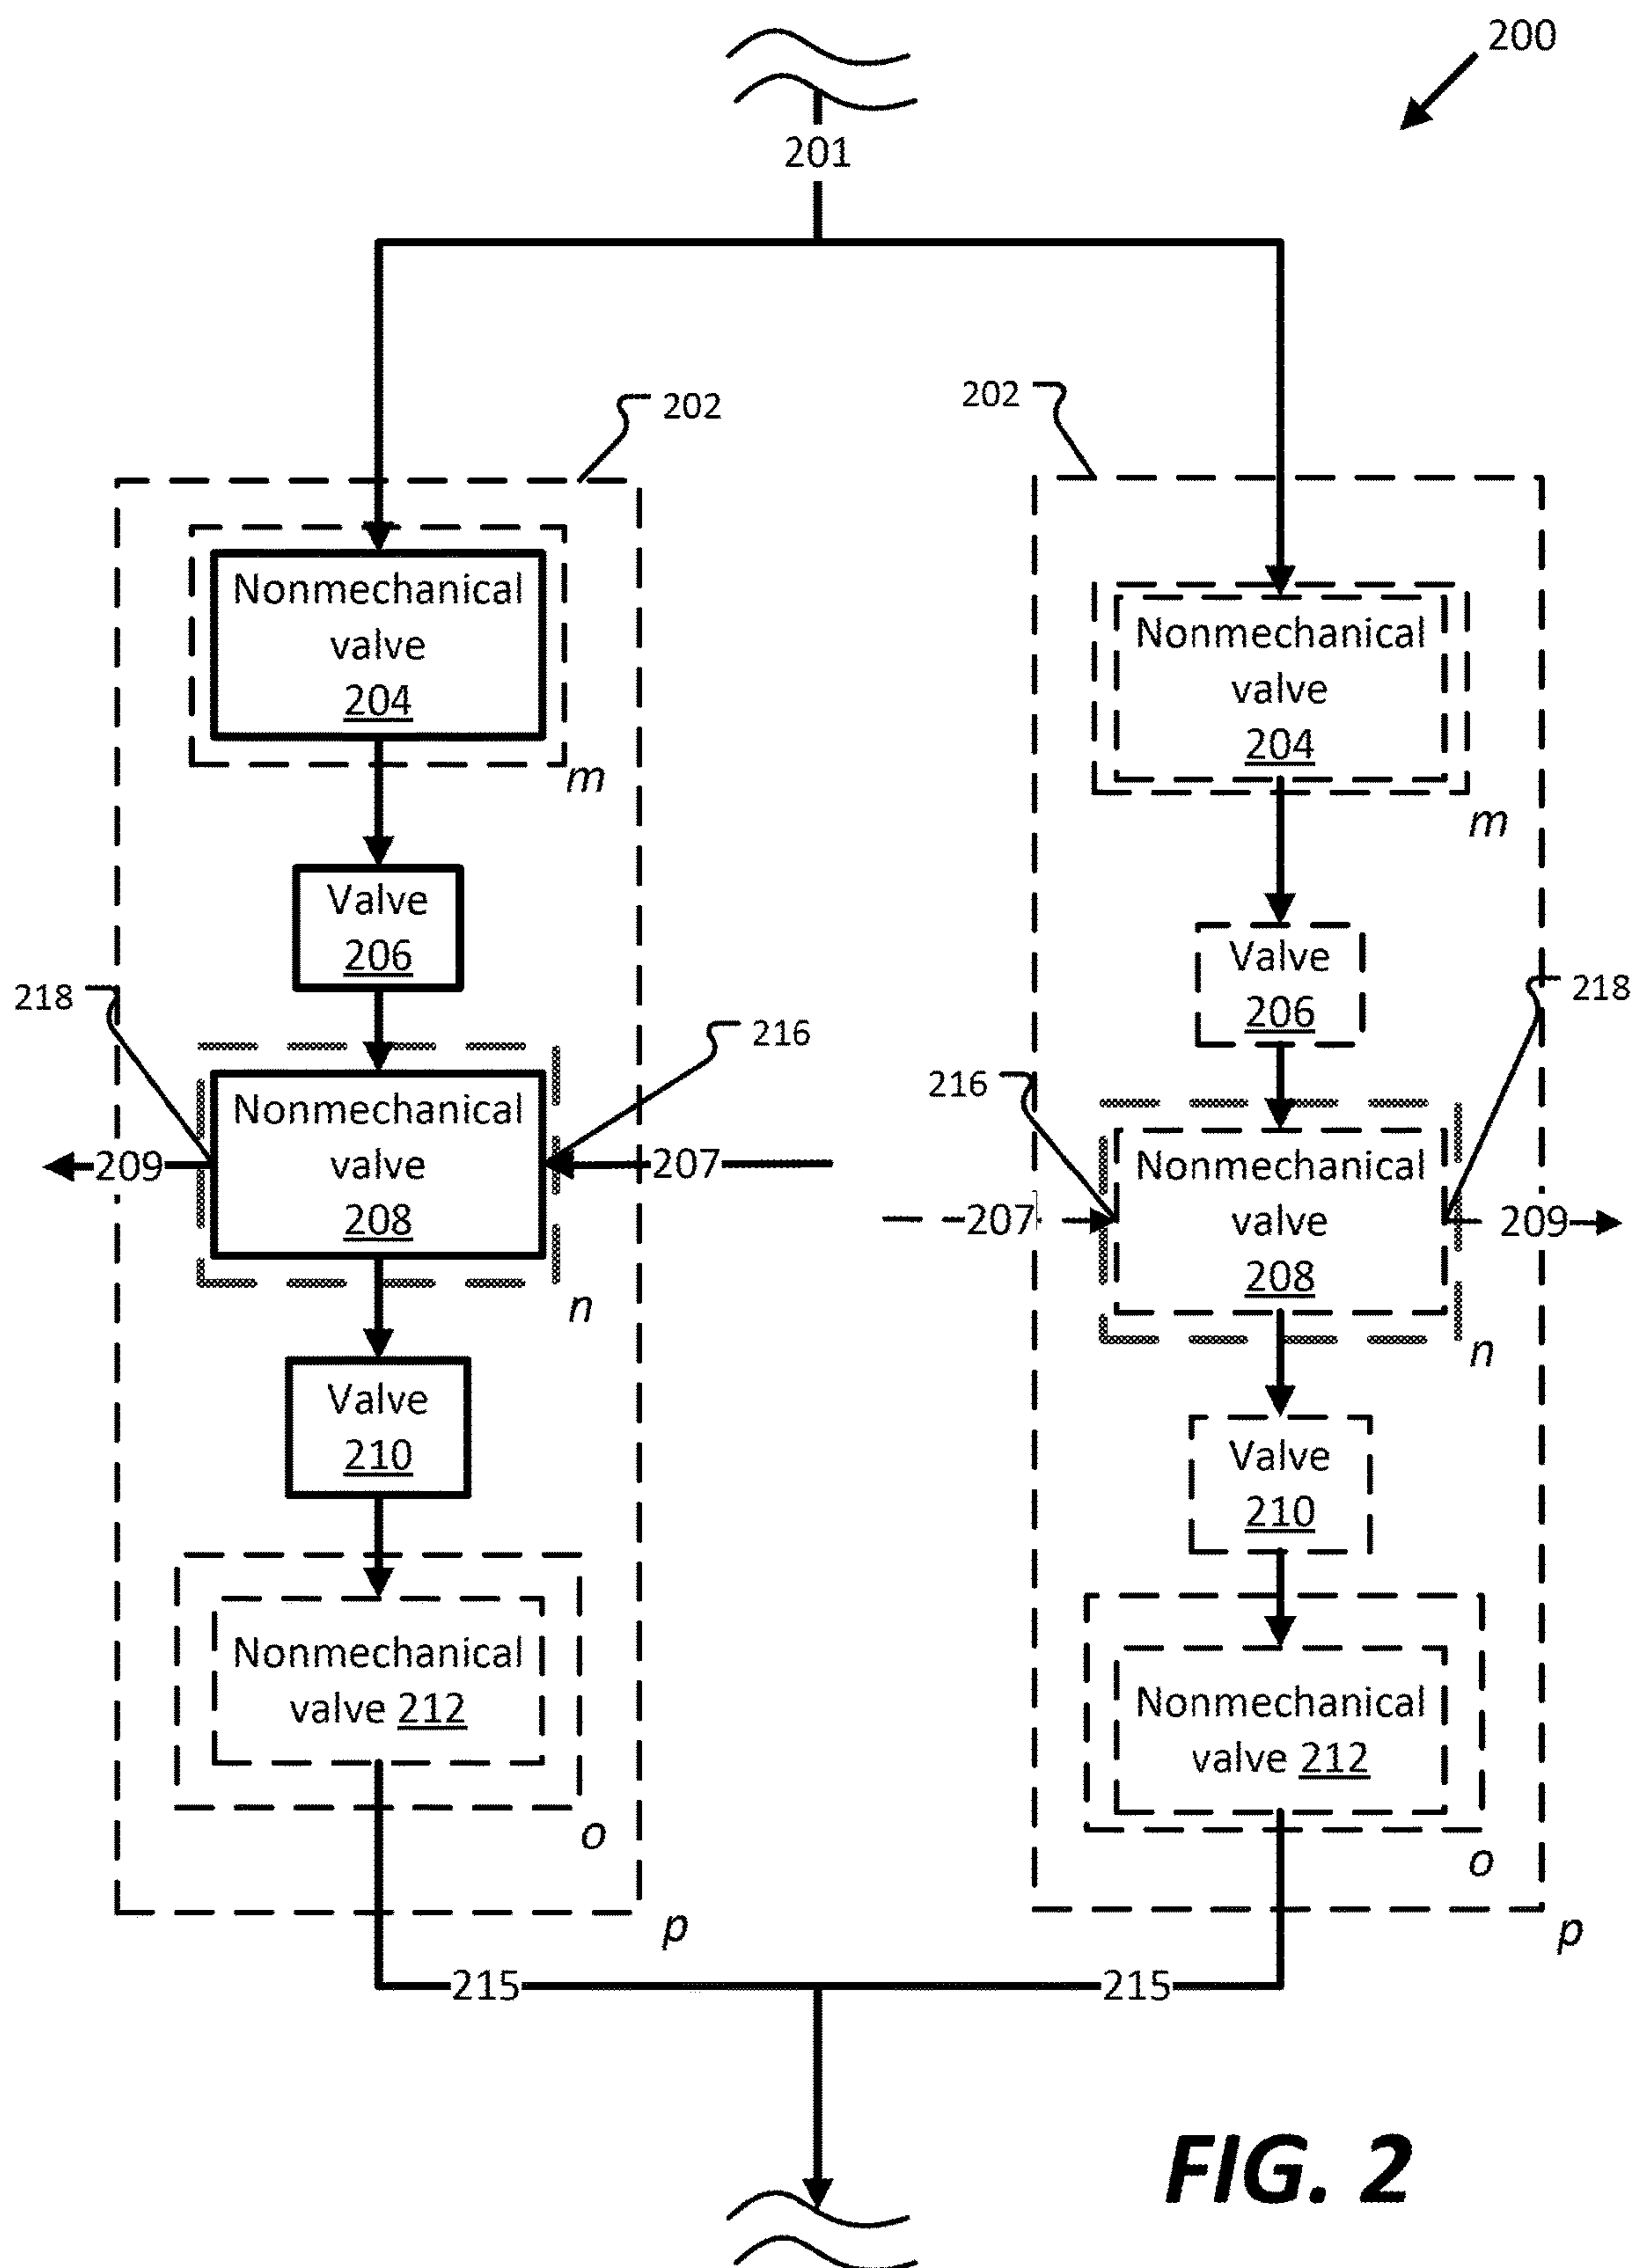 200
201
202
202
Nonmechanical
valve
204
m
Nonmechanical
valve
204
m
Valve
206
Valve
206
218
216
218
216
Nonmechanical
valve
208
209
207
n
Nonmechanical
valve
208
207
209
n
Valve
210
Valve
210
Nonmechanical
valve 212
o
Nonmechanical
valve 212
o
p
p
215
215
FIG. 2